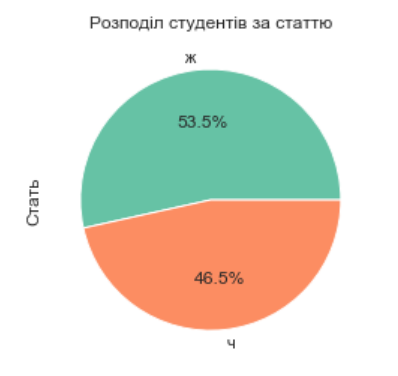 Розподіл студентів за статтю
ж
53.5%
Стать
46.5%
ч